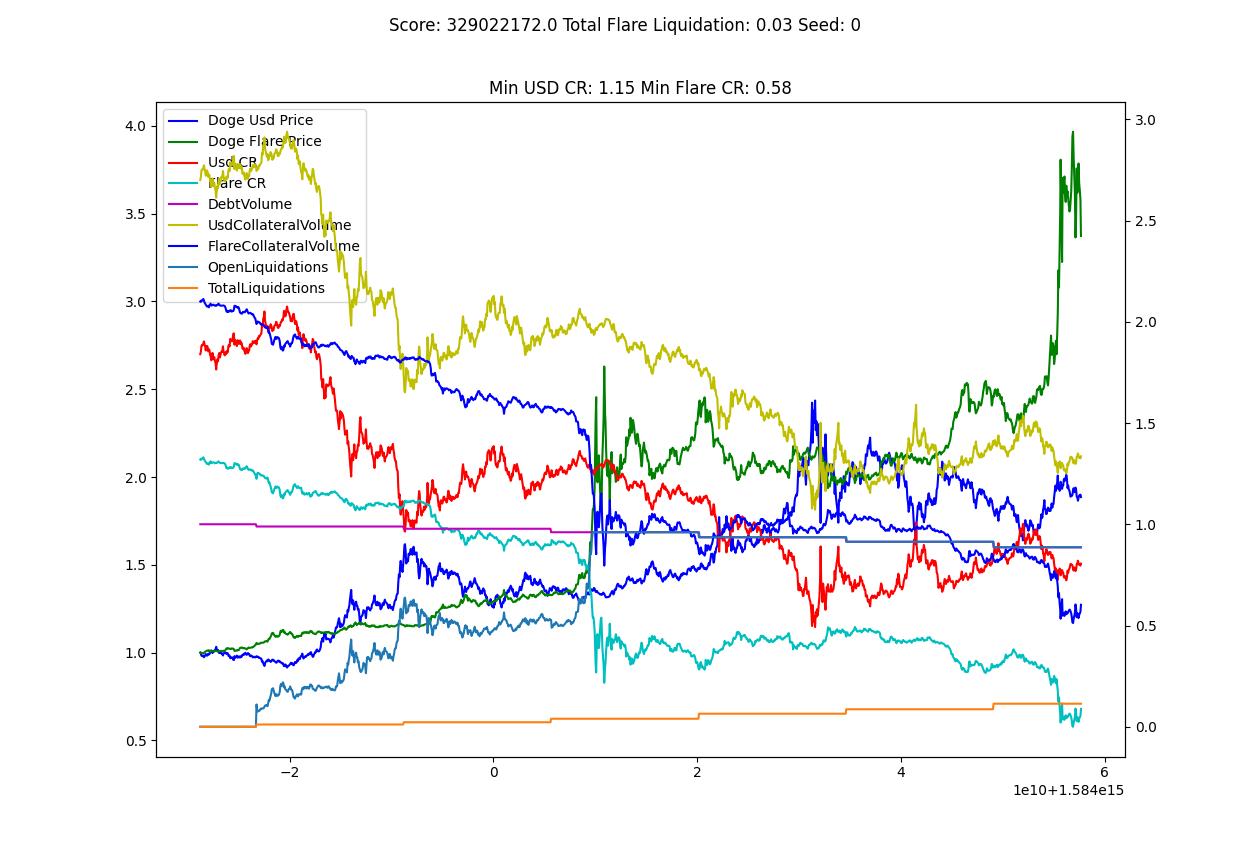 Score: 329022172.0 Total Flare Liquidation: 0.03 Seed: 0
Min USD CR: 1.15 Min Flare CR: 0.58
Doge Usd Price
Doge Flare Price
Usd CR
Flare CR
DebtVolume
UsdCollateralVolume
FlareCollateralVolume
OpenLiquidations
TotalLiquidations
4.0
3.5
3.0
2.5
2.0
1.5
1.0
0.5
3.0
2.5
2.0
1.5
1.0
0.5
0.0
−2
0
2
4
6
1e10+1.584e15